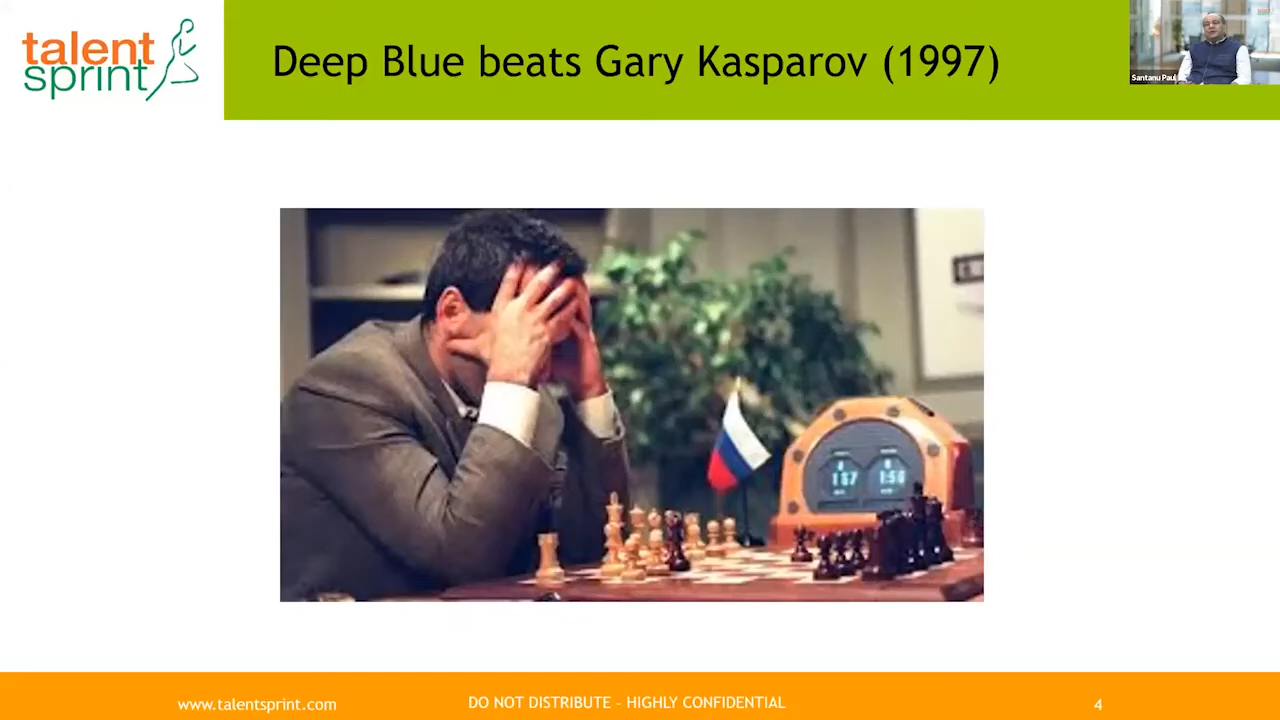 talent
sprint
Deep Blue beats Gary Kasparov (1997)
Santanu Paul
www.talentsprint.com
DO NOT DISTRIBUTE – HIGHLY CONFIDENTIAL
4